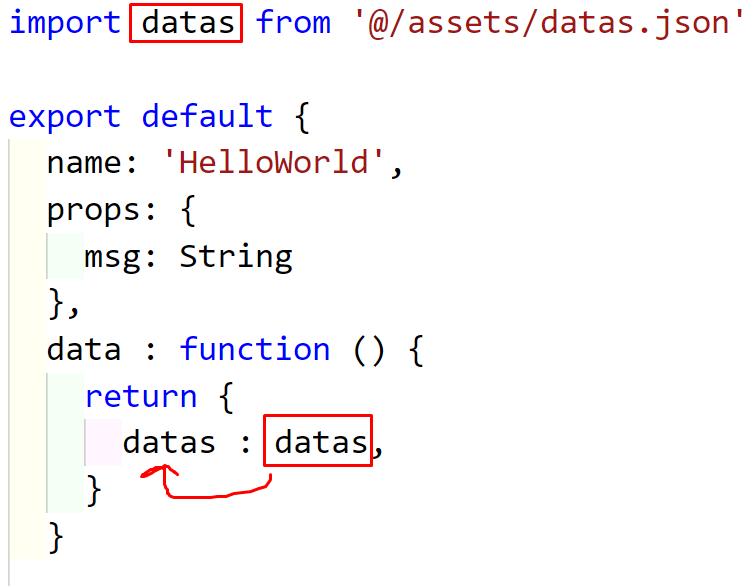 import datas from '@/assets/datas.json'
export default {
name: 'HelloWorld',
props: {
msg: String
},
data : function () {
return {
datas : datas,
}
}